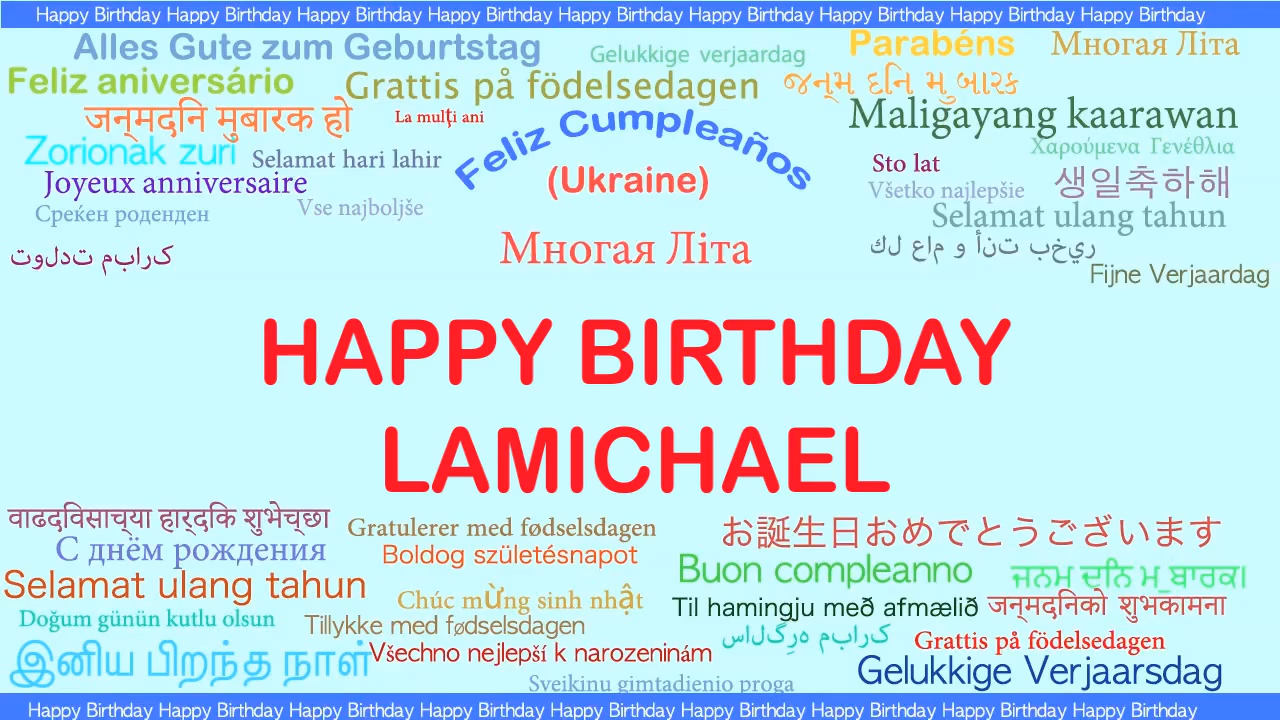 Happy Birthday Happy Birthday Happy Birthday Happy Birthday Happy Birthday Happy Birthday Happy Birthday Happy Birthday Happy Birthday
Alles Gute zum Geburtstag
Gelukkige verjaardag
Parabéns
Многая Літа
Feliz aniversário
Grattis på födelsedagen
જન્મ દિન મુબારક
जन्मदिन मुबारक हो
La mulţi ani
Feliz Cumpleaños
Maligayang kaarawan
Zorionak zuri
Selamat hari lahir
Χαρούμενα Γενέθλια
Sto lat
Joyeux anniversaire
(Ukraine)
Všetko najlepšie
생일축하해
Среќен роденден
Vse najboljše
Selamat ulang tahun
Многая Літа
تولدت مبارک
كل عام و أنت بخير
Fijne Verjaardag
HAPPY BIRTHDAY
LAMICHAEL
वाढदिवसाच्या हार्दिक शुभेच्छा
Gratulerer med fødselsdagen
お誕生日おめでとうございます
С днём рождения
Boldog születésnapot
Buon compleanno
ਜਨਮ ਦਿਨ ਮੁਬਾਰਕ।
Selamat ulang tahun
Chúc mừng sinh nhật
Til hamingju með afmælið
जन्मदिनको शुभकामना
Doğum günün kutlu olsun
Tillykke med fødselsdagen
سالگرہ مبارک
Grattis på födelsedagen
இனிய பிறந்த நாள்
Všechno nejlepší k narozeninám
Gelukkige Verjaarsdag
Sveikinu gimtadienio proga
Happy Birthday Happy Birthday Happy Birthday Happy Birthday Happy Birthday Happy Birthday Happy Birthday Happy Birthday Happy Birthday